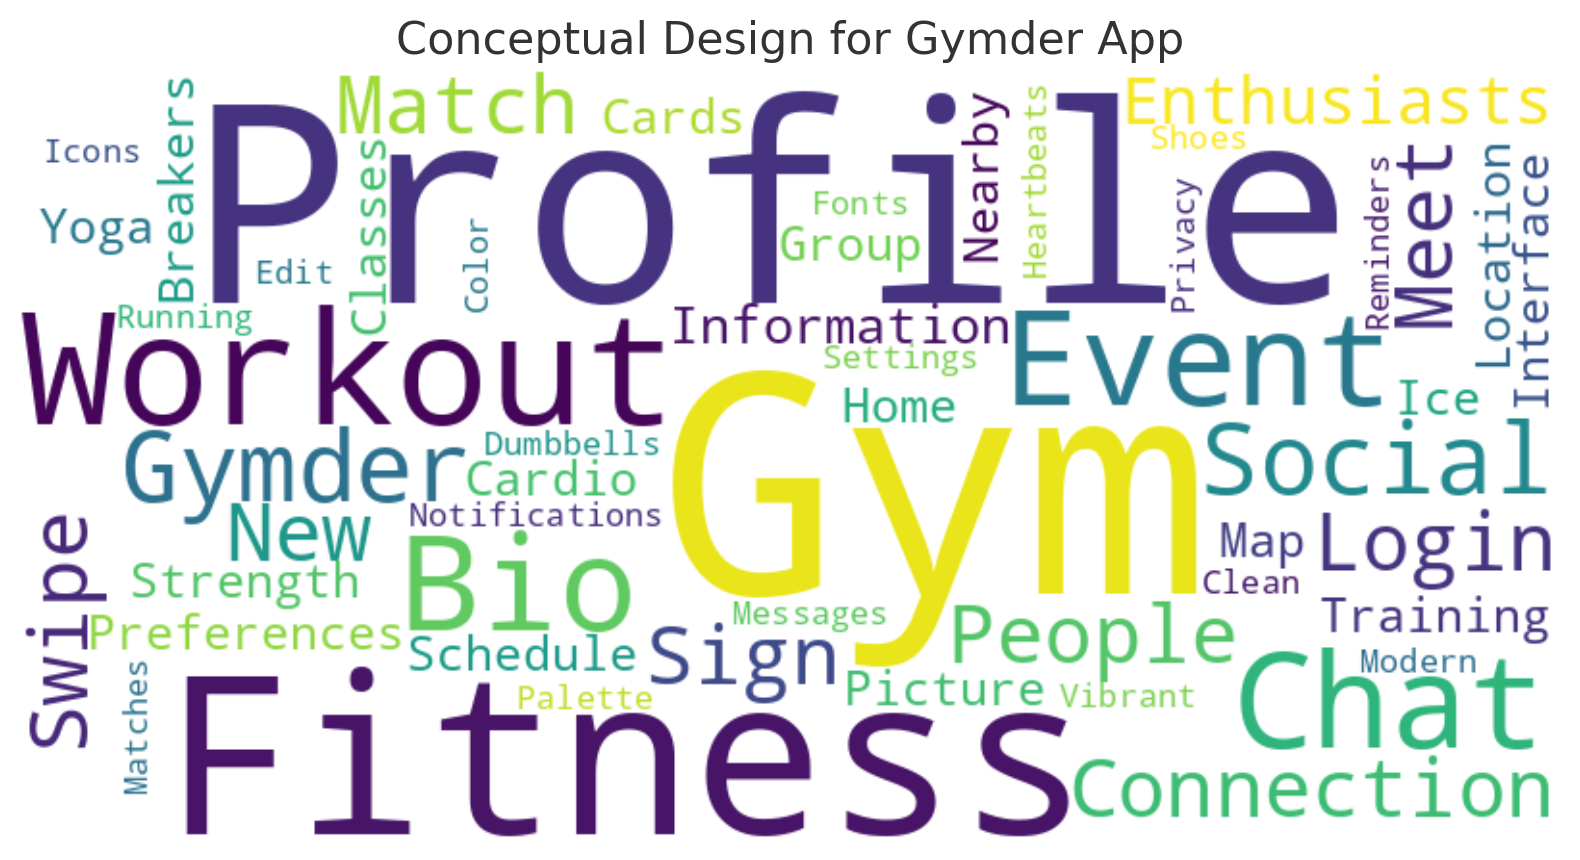 Conceptual Design for Gymder App
Profile
Match
Cards
Enthusiasts
Shoes
Icons
Breakers
Classes
Nearby
Heartbeats
Yoga
Edit
Color
Fonts
Group
Privacy
Reminders
Meet
Location
Interface
Running
Workout
Information
Settings
Home
Event
Ice
Gymder
Dumbbells
Cardio
Notifications
Gym
Social
New
Bio
Map
Login
Clean
Swipe
Strength
Preferences
Schedule
Messages
Sign
People
Training
Modern
Matches
Palette
Picture
Vibrant
Chat
Fitness
Connection